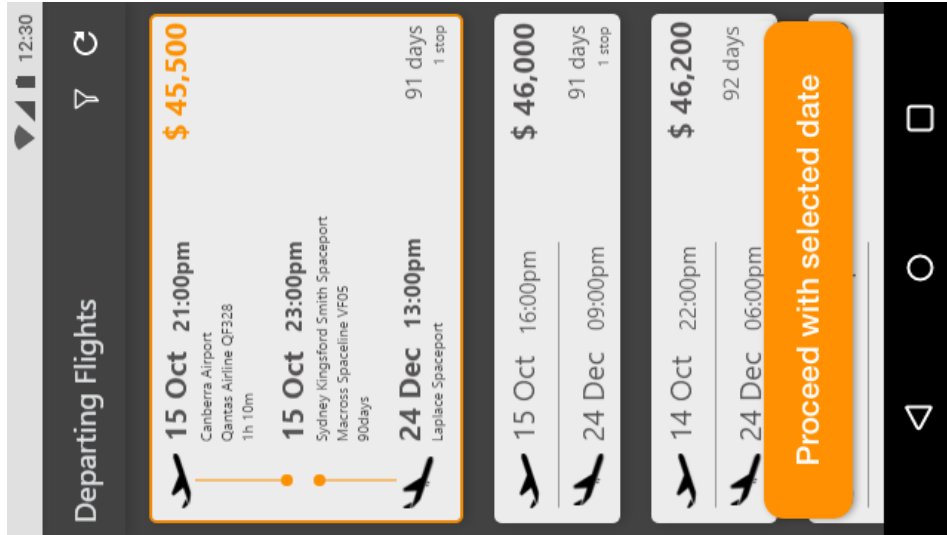 12:30
Departing Flights
15 Oct 21:00pm $ 45,500
Canberra Airport
Qantas Airline QF328
1h 10m
15 Oct 23:00pm
Sydney Kingsford Smith Spaceport
Macross Spaceline VF05
90days
24 Dec 13:00pm 91 days
Laplace Spaceport 1 stop
15 Oct 16:00pm $ 46,000
24 Dec 09:00pm 91 days
1 stop
14 Oct 22:00pm $ 46,200
24 Dec 06:00pm 92 days
Proceed with selected date